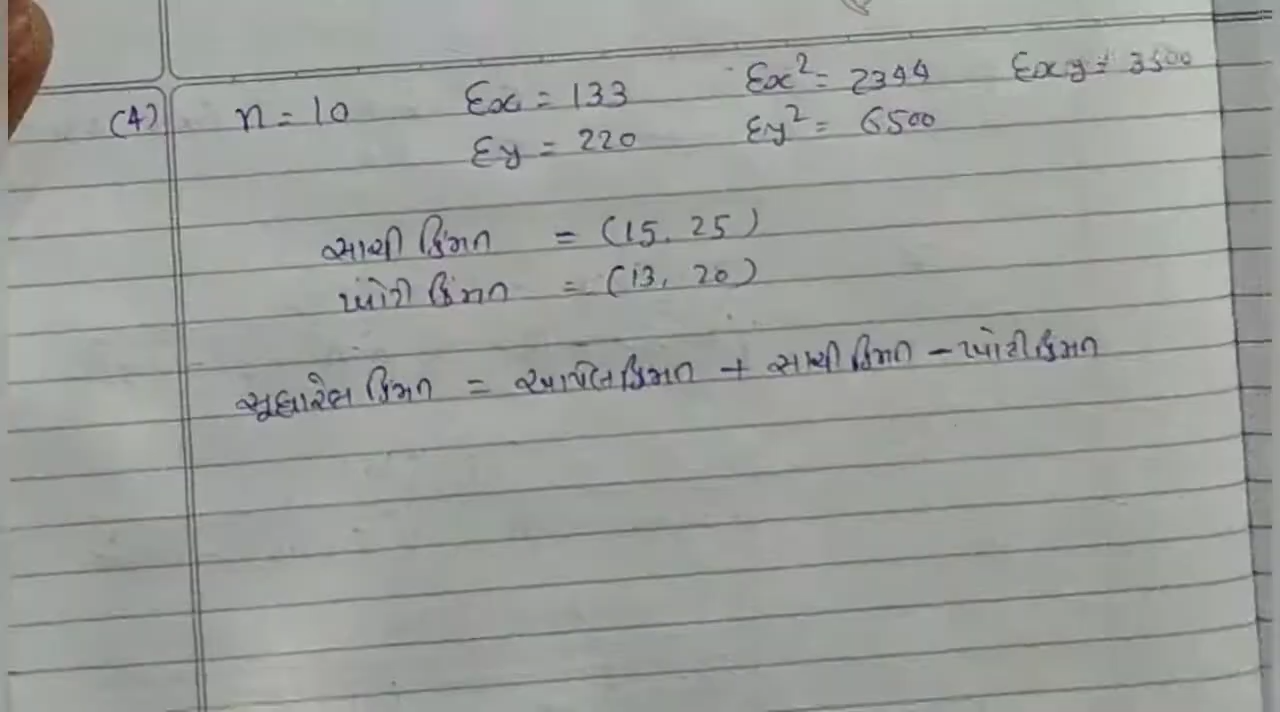 (4) n = 10 Σx = 133 Σx² = 2344 Σxy = 3500
Σy = 220 Σy² = 6500
સાચી કિંમત = (15, 25)
ખોટી કિંમત = (13, 20)
સુધારેલ કિંમત = આપેલ કિંમત + સાચી કિંમત - ખોટી કિંમત